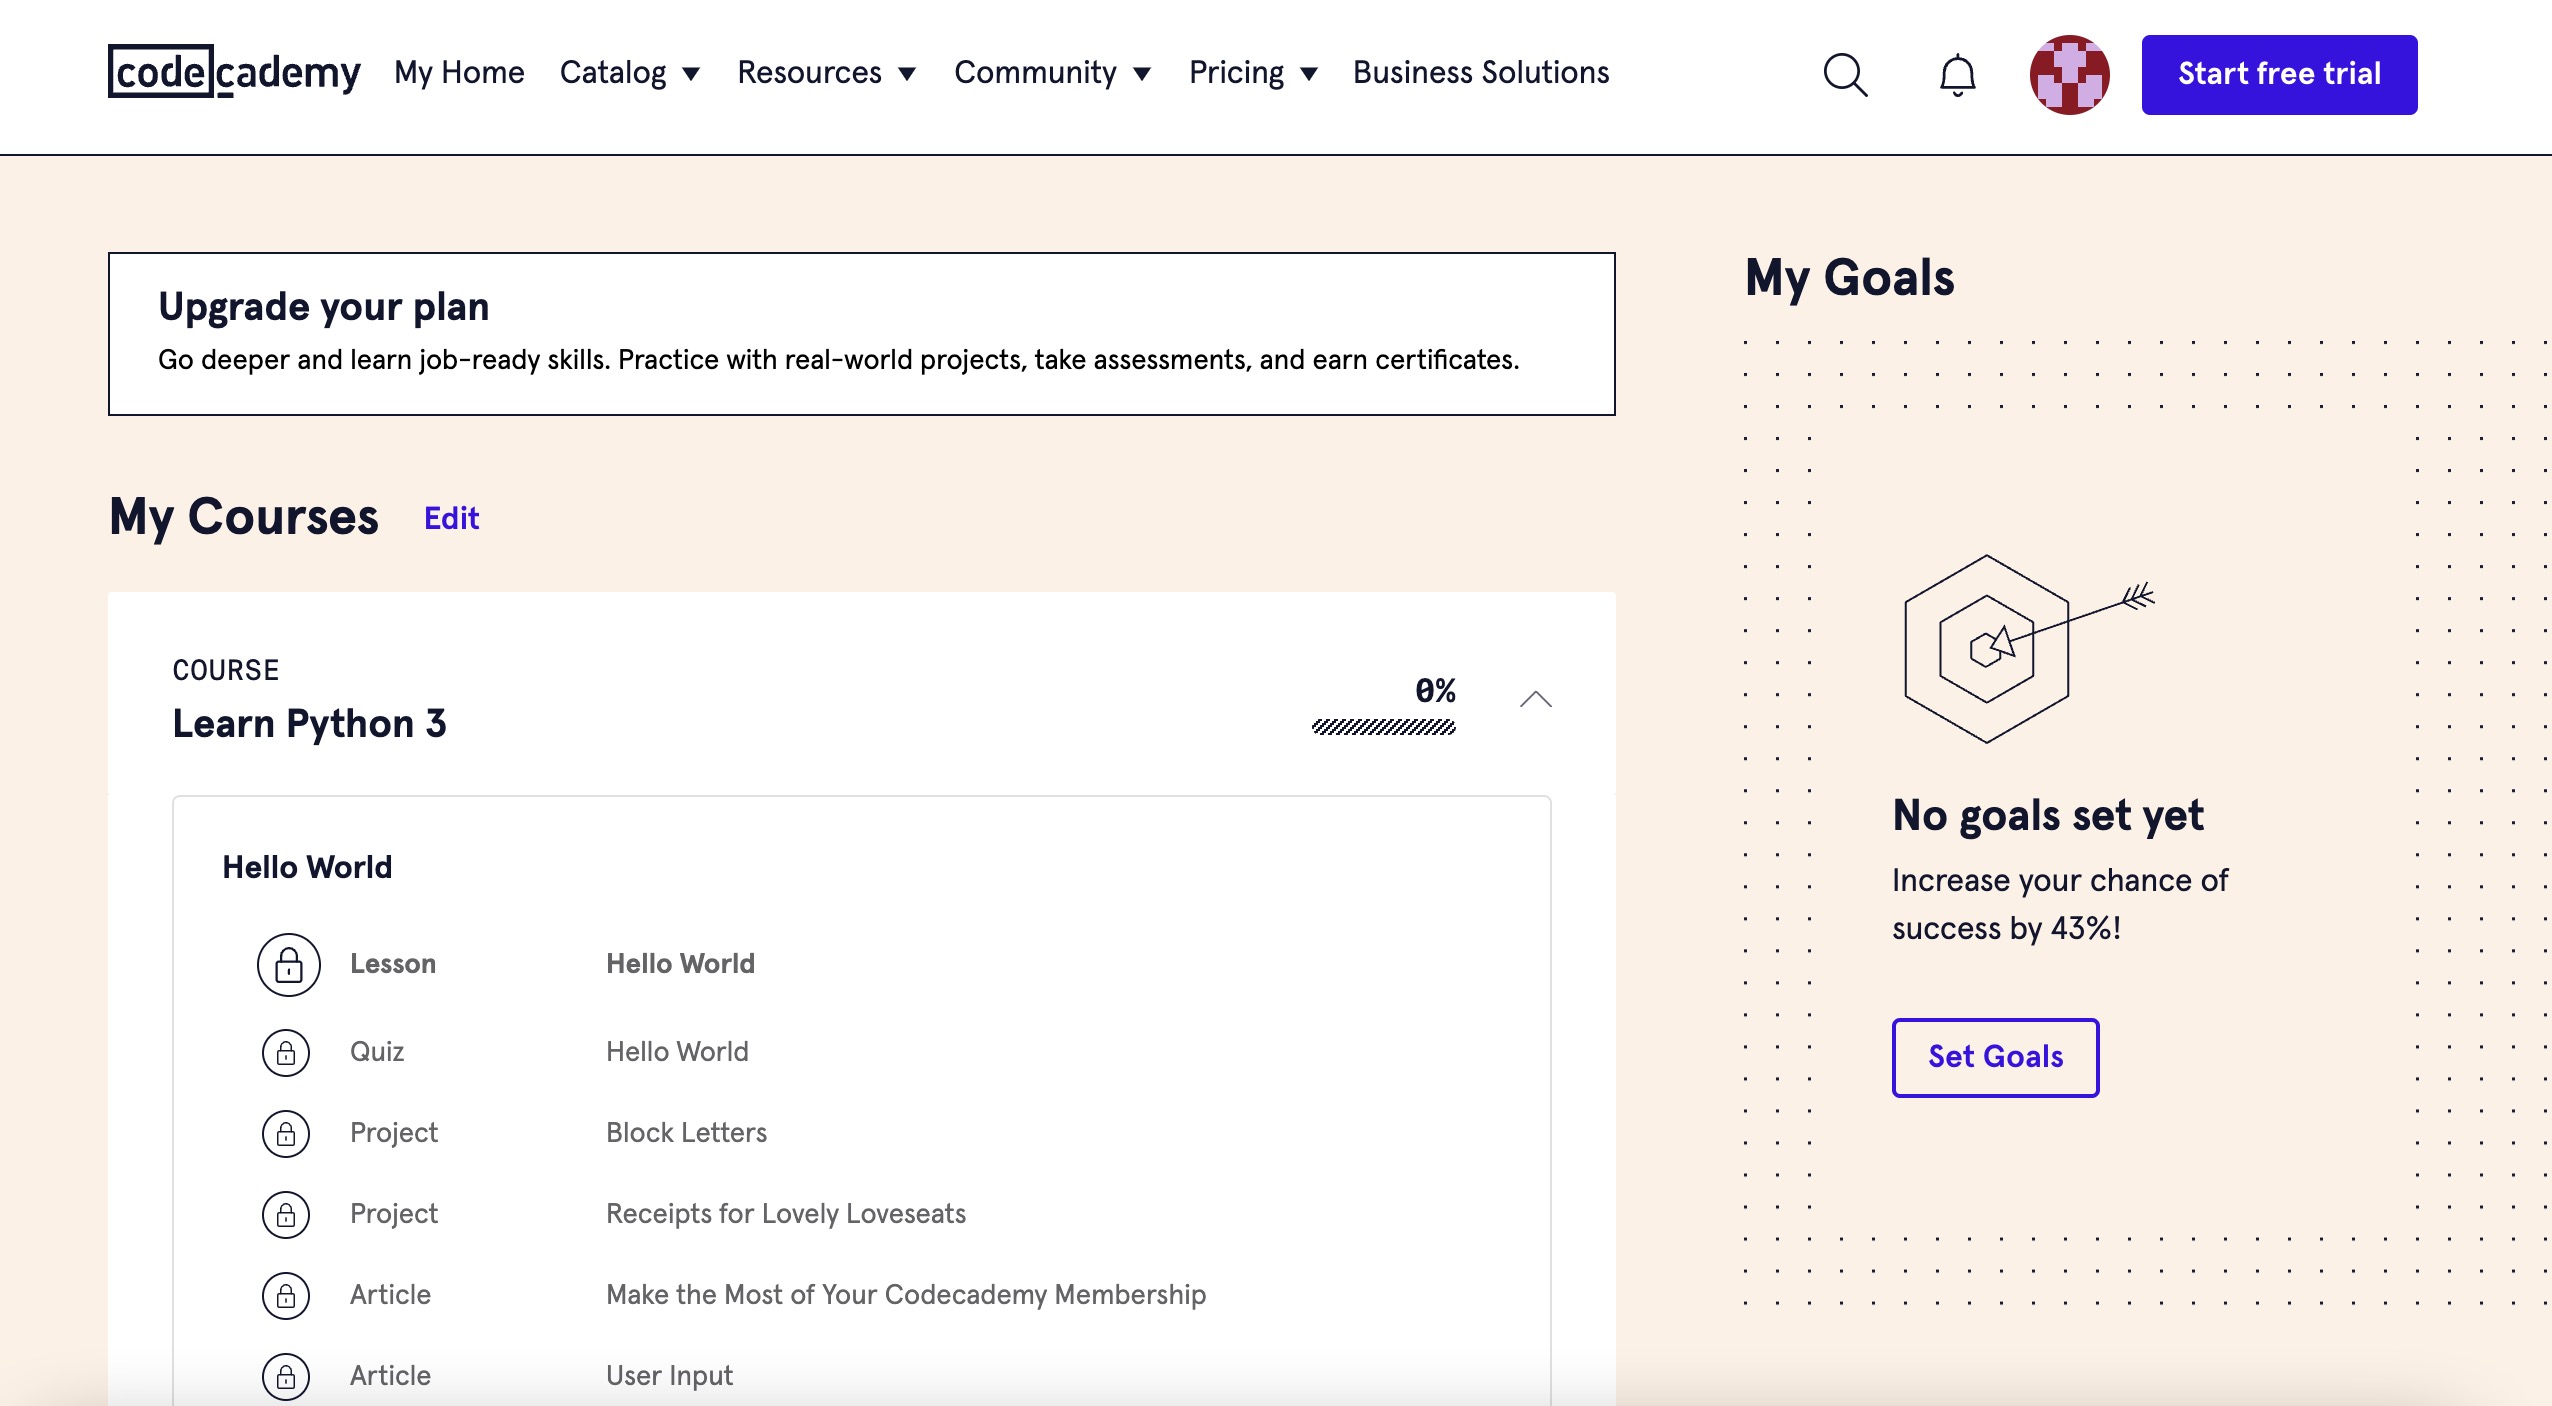 codecademy
My Home
Catalog
Resources
Community
Pricing
Business Solutions
Start free trial
Upgrade your plan
Go deeper and learn job-ready skills. Practice with real-world projects, take assessments, and earn certificates.
My Courses
Edit
COURSE
Learn Python 3
0%
Hello World
Lesson Hello World
Quiz Hello World
Project Block Letters
Project Receipts for Lovely Loveseats
Article Make the Most of Your Codecademy Membership
Article User Input
My Goals
No goals set yet
Increase your chance of
success by 43%!
Set Goals